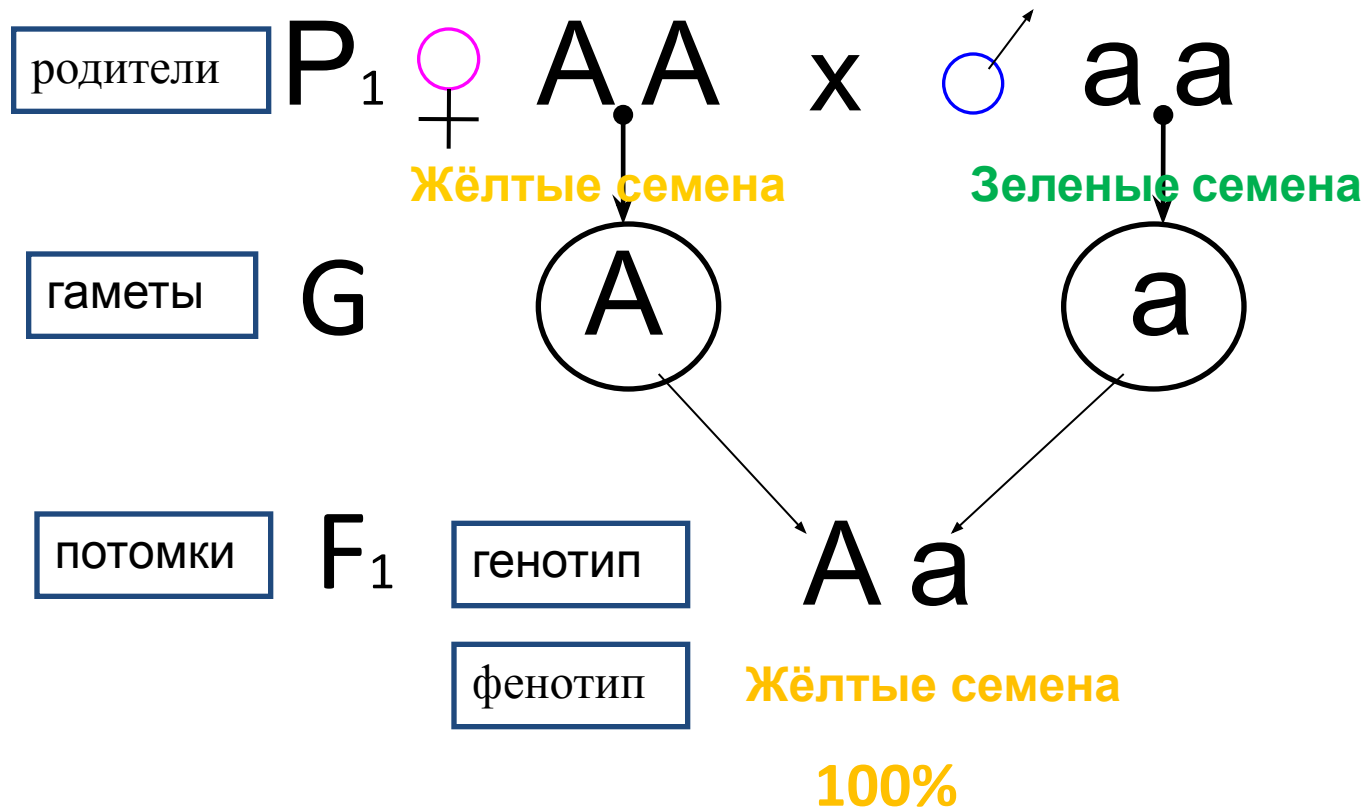 родители P₁ ♀ А А х ♂ а а
Жёлтые семена Зеленые семена
гаметы G А а
потомки F₁ генотип А а
фенотип Жёлтые семена
100%